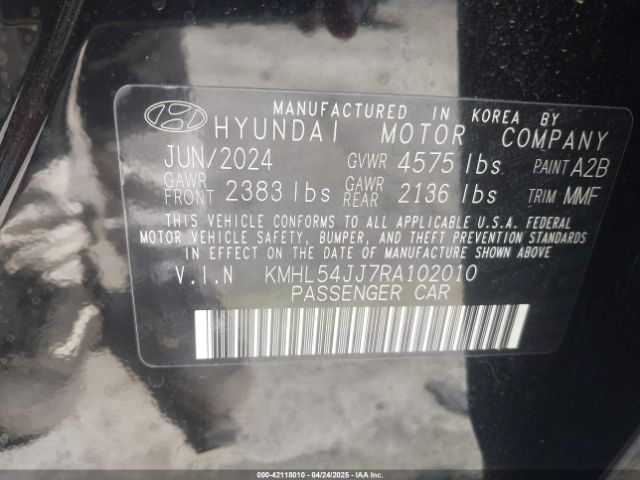 MANUFACTURED IN KOREA BY
HYUNDAI MOTOR COMPANY
JUN/2024 GVWR 4575 lbs PAINT A2B
GAWR FRONT 2383 lbs GAWR REAR 2136 lbs TRIM MMF
THIS VEHICLE CONFORMS TO ALL APPLICABLE U.S.A. FEDERAL
MOTOR VEHICLE SAFETY, BUMPER, AND THEFT PREVENTION STANDARDS
IN EFFECT ON THE DATE OF MANUFACTURE SHOWN ABOVE
V.I.N KMHL54JJ7RA102010
PASSENGER CAR
000-42118010 - 04/24/2025 - IAAI.CA